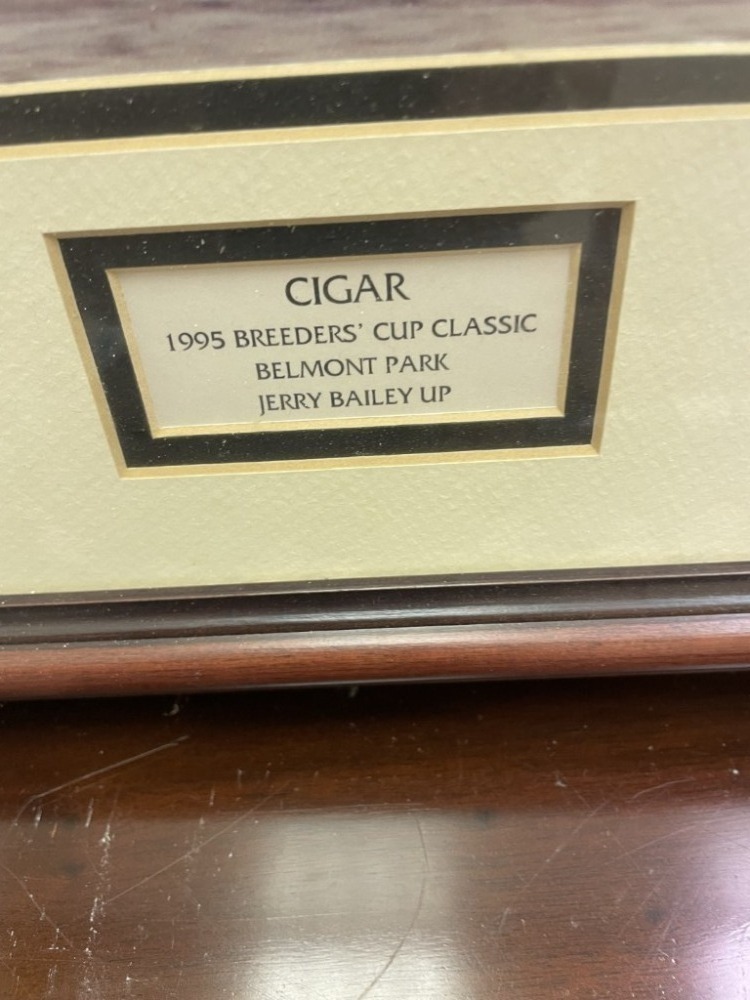 CIGAR
1995 BREEDERS' CUP CLASSIC
BELMONT PARK
JERRY BAILEY UP